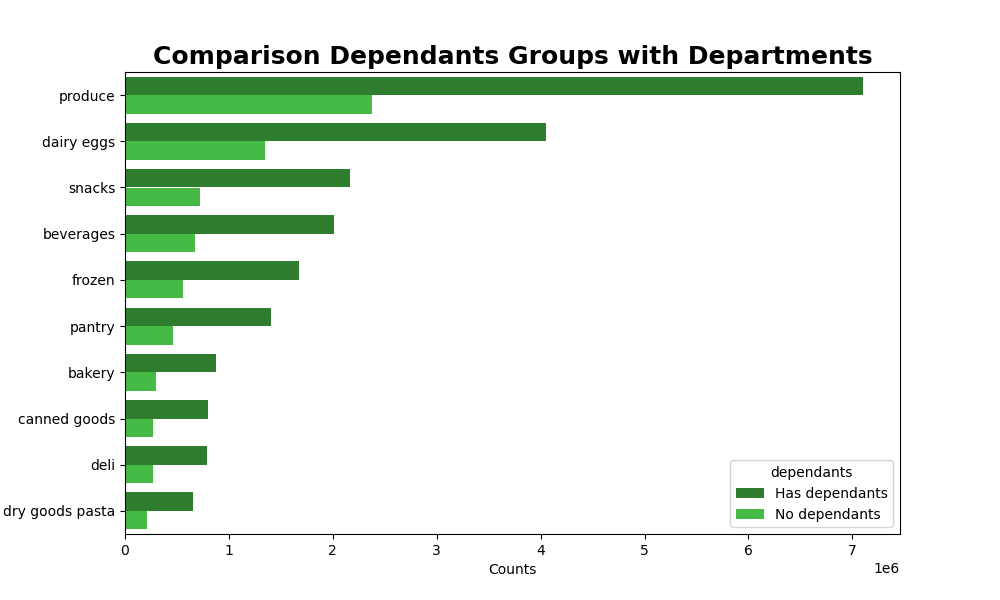 Comparison Dependants Groups with Departments
produce
dairy eggs
snacks
beverages
frozen
pantry
bakery
canned goods
deli
dry goods pasta
dependants
Has dependants
No dependants
0 1 2 3 4 5 6 7
1e6
Counts